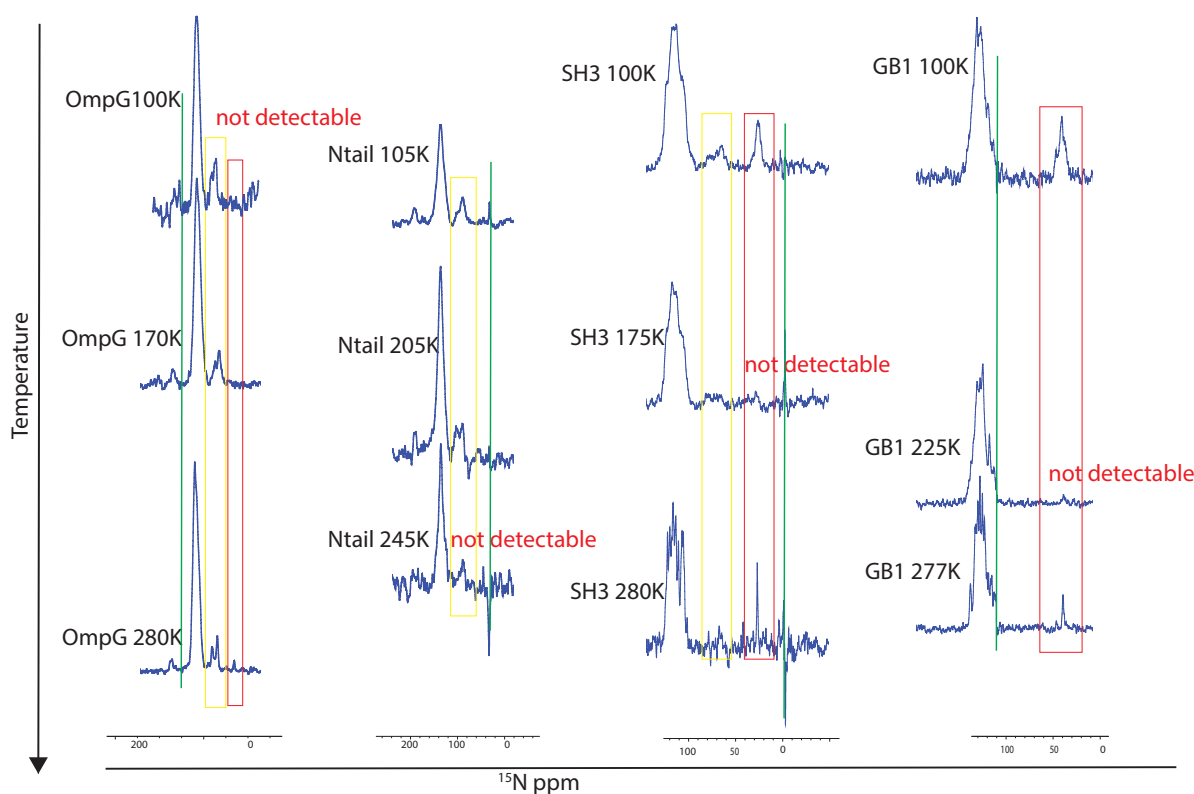 Temperature
OmpG100K
not detectable
OmpG 170K
OmpG 280K
200
0
Ntail 105K
Ntail 205K
Ntail 245K
not detectable
200
100
0
SH3 100K
SH3 175K
not detectable
SH3 280K
100
50
0
GB1 100K
GB1 225K
not detectable
GB1 277K
100
50
0
15N ppm